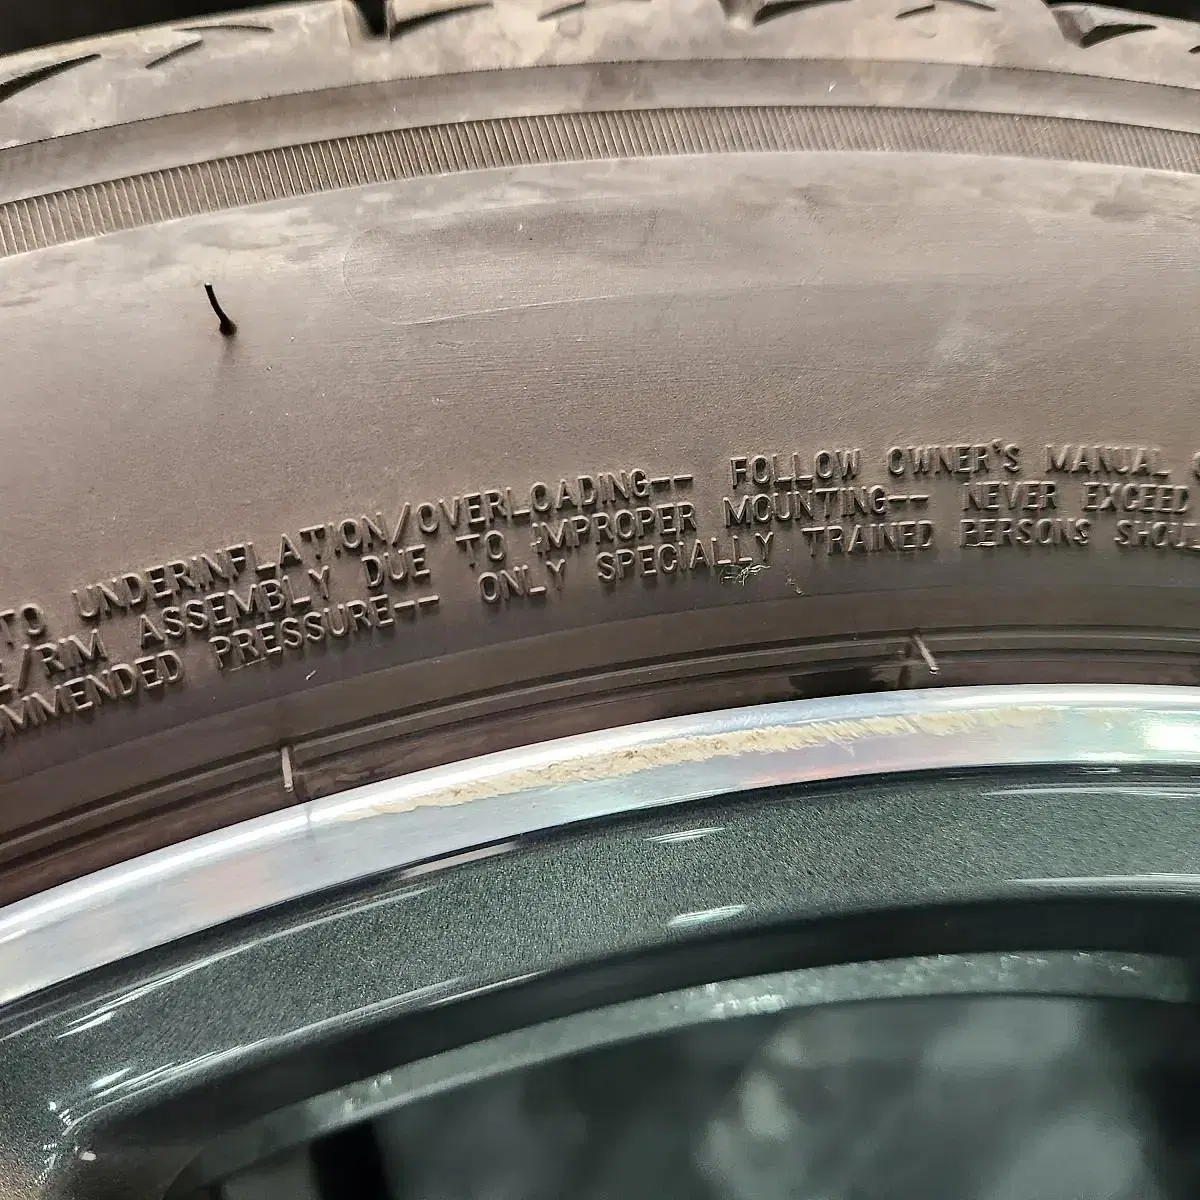 TO UNDERINFLATION/OVERLOADING-- FOLLOW OWNER'S MANUAL
/RIM ASSEMBLY DUE TO IMPROPER MOUNTING-- NEVER EXCEED
MMENDED PRESSURE-- ONLY SPECIALLY TRAINED PERSONS SHOUL